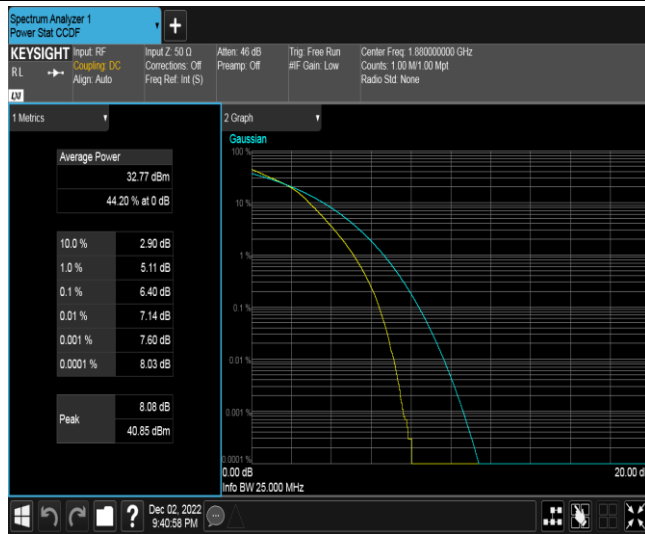 Spectrum Analyzer 1
Power Stat CCDF
+
KEYSIGHT
RL
LXI
Input: RF
Coupling: DC
Align: Auto
Input Z: 50 Ω
Corrections: Off
Freq Ref: Int (S)
Atten: 46 dB
Preamp: Off
Trig: Free Run
#IF Gain: Low
Center Freq: 1.880000000 GHz
Counts: 1.00 M/1.00 Mpt
Radio Std: None
1 Metrics
Average Power
32.77 dBm
44.20 % at 0 dB
10.0 % 2.90 dB
1.0 % 5.11 dB
0.1 % 6.40 dB
0.01 % 7.14 dB
0.001 % 7.60 dB
0.0001 % 8.03 dB
Peak
8.08 dB
40.85 dBm
2 Graph
Gaussian
100 %
10 %
1 %
0.1 %
0.01 %
0.001 %
0.0001 %
0.00 dB
20.00 d
Info BW 25.000 MHz
?
Dec 02, 2022
9:40:58 PM